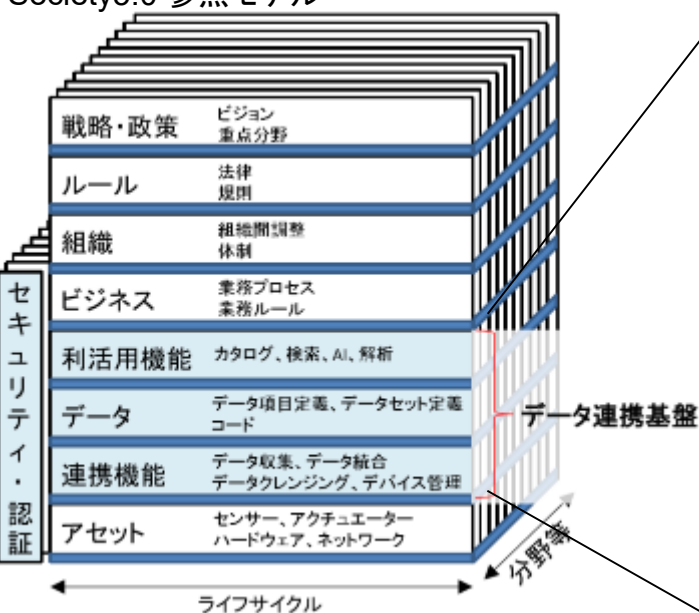 Society5.0 参照モデル
戦略・政策
ビジョン
重点分野
ルール
法律
規則
組織
組織間調整
体制
ビジネス
業務プロセス
業務ルール
利活用機能
カタログ、検索、AI、解析
データ
データ項目定義、データセット定義
コード
連携機能
データ収集、データ統合
データクレンジング、デバイス管理
アセット
センサー、アクチュエーター
ハードウェア、ネットワーク
セキュリティ・認証
データ連携基盤
分野等
ライフサイクル